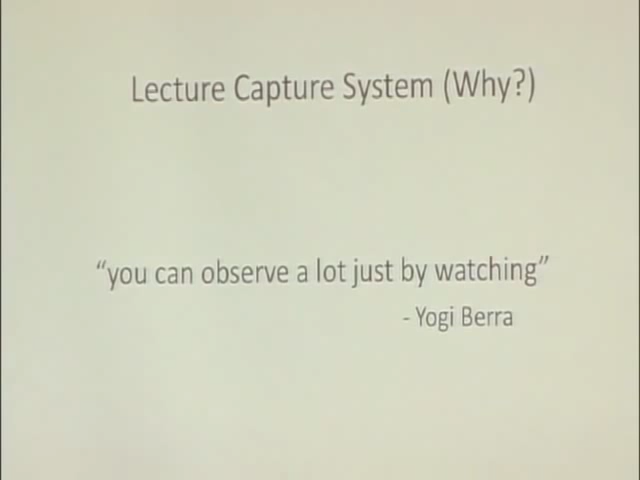 Lecture Capture System (Why?)
“you can observe a lot just by watching”
- Yogi Berra